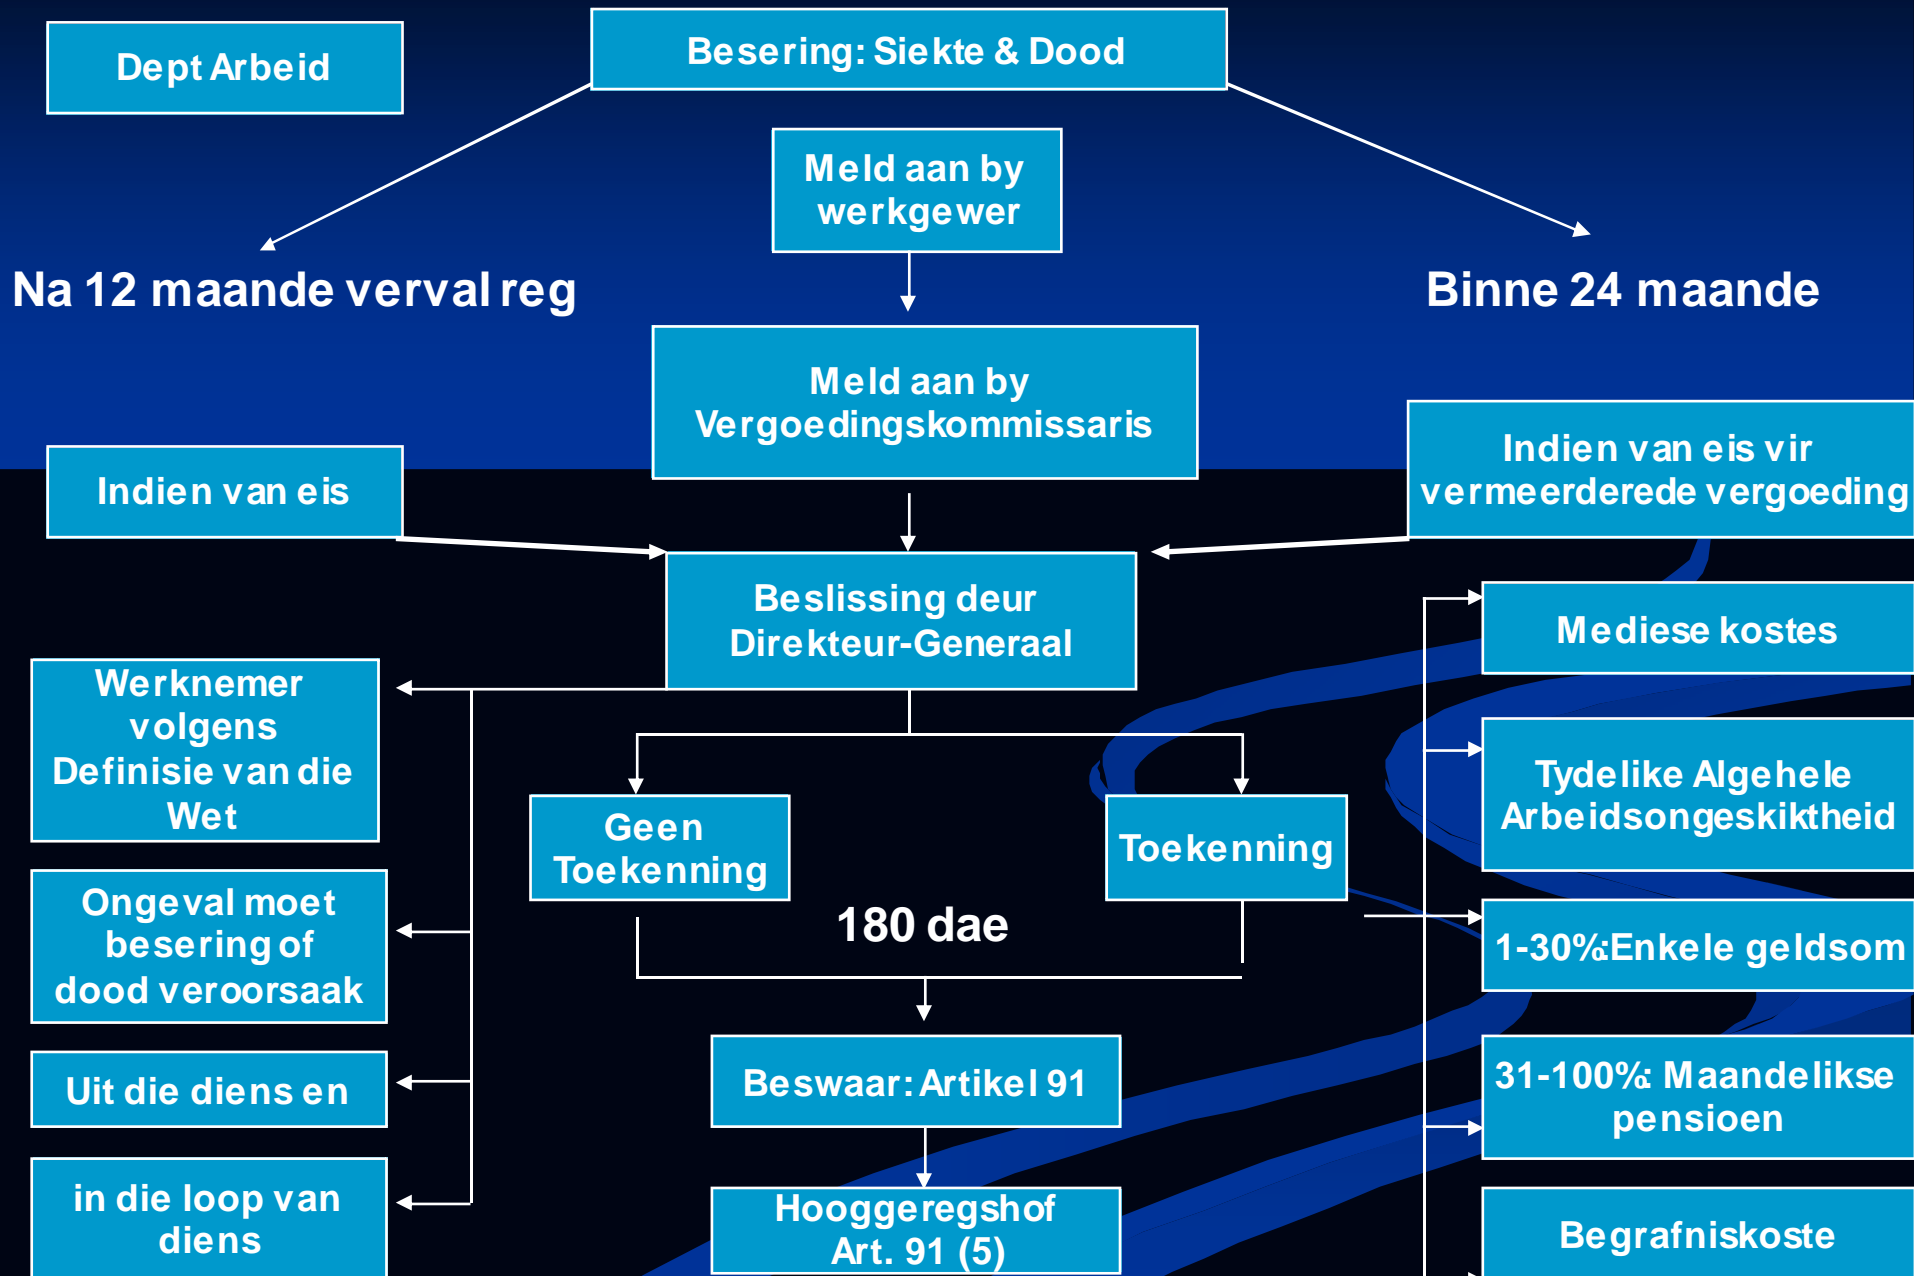 Dept Arbeid
Besering: Siekte & Dood
Meld aan by
werkgewer
Na 12 maande verval reg
Binne 24 maande
Meld aan by
Vergoedingskommissaris
Indien van eis
Indien van eis vir
vermeerderede vergoeding
Beslissing deur
Direkteur-Generaal
Werknemer
volgens
Definisie van die
Wet
Ongeval moet
besering of
dood veroorsaak
Uit die diens en
in die loop van
diens
Geen
Toekenning
Toekenning
180 dae
Beswaar: Artikel 91
Hooggeregshof
Art. 91 (5)
Mediese kostes
Tydelike Algehele
Arbeidsongeskiktheid
1-30%:Enkele geldsom
31-100%: Maandelikse
pensioen
Begrafniskoste